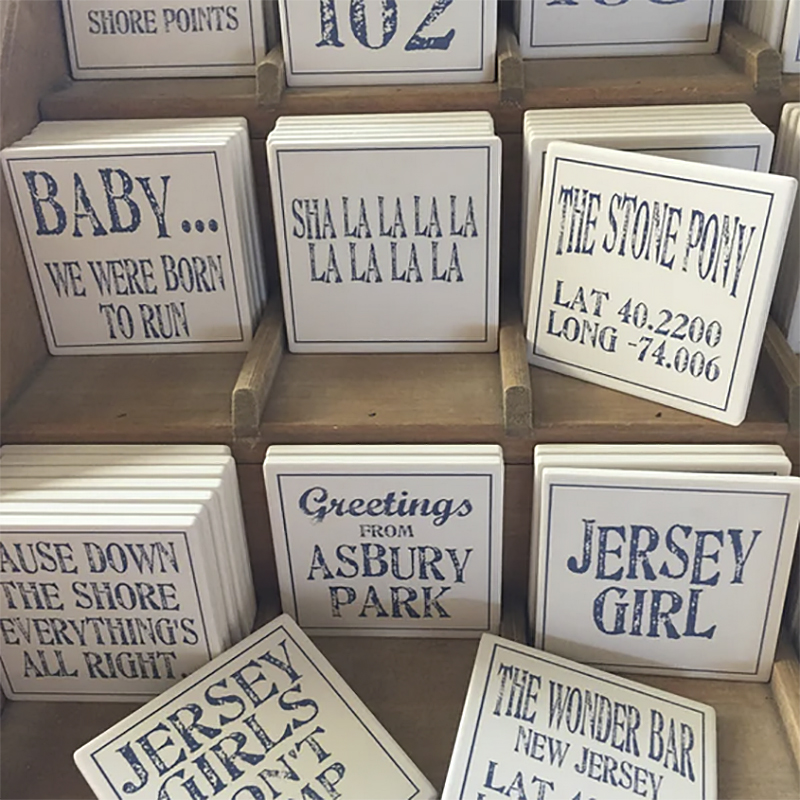 SHORE POINTS
102
BABY...
WE WERE BORN
TO RUN
SHA LA LA LA LA
LA LA LA LA
THE STONE PONY
LAT 40.2200
LONG -74.006
AUSE DOWN
THE SHORE
EVERYTHING'S
ALL RIGHT.
Greetings
FROM
ASBURY
PARK
JERSEY
GIRL
JERSEY
GIRLS
THE WONDER BAR
NEW JERSEY
LAT